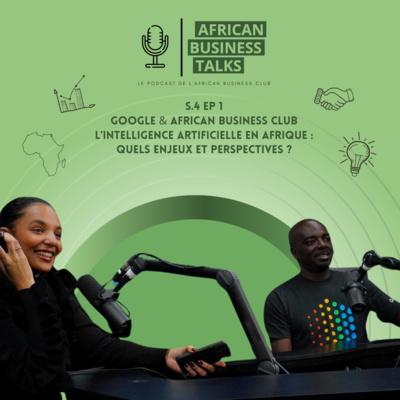 AFRICAN
BUSINESS
TALKS
LE PODCAST DE L'AFRICAN BUSINESS CLUB
S.4 EP 1
GOOGLE & AFRICAN BUSINESS CLUB
L'INTELLIGENCE ARTIFICIELLE EN AFRIQUE :
QUELS ENJEUX ET PERSPECTIVES ?